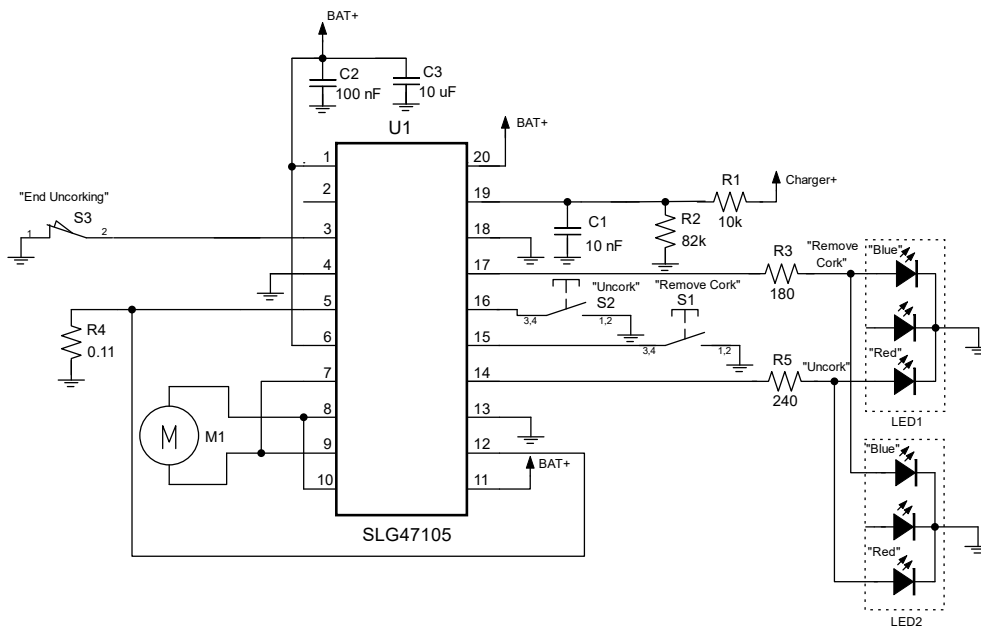 BAT+
C2
100 nF
C3
10 uF
U1
BAT+
1
20
2
19
R1
10k
Charger+
"End Uncorking"
S3
1
2
3
C1
10 nF
R2
82k
18
4
17
R3
180
"Remove
Cork"
"Blue"
5
16
"Uncork"
S2
3,4
1,2
"Remove Cork"
S1
R4
0.11
6
15
3,4
1,2
"Red"
7
14
R5
240
"Uncork"
LED1
M
M1
8
13
9
12
BAT+
"Blue"
10
11
SLG47105
"Red"
LED2